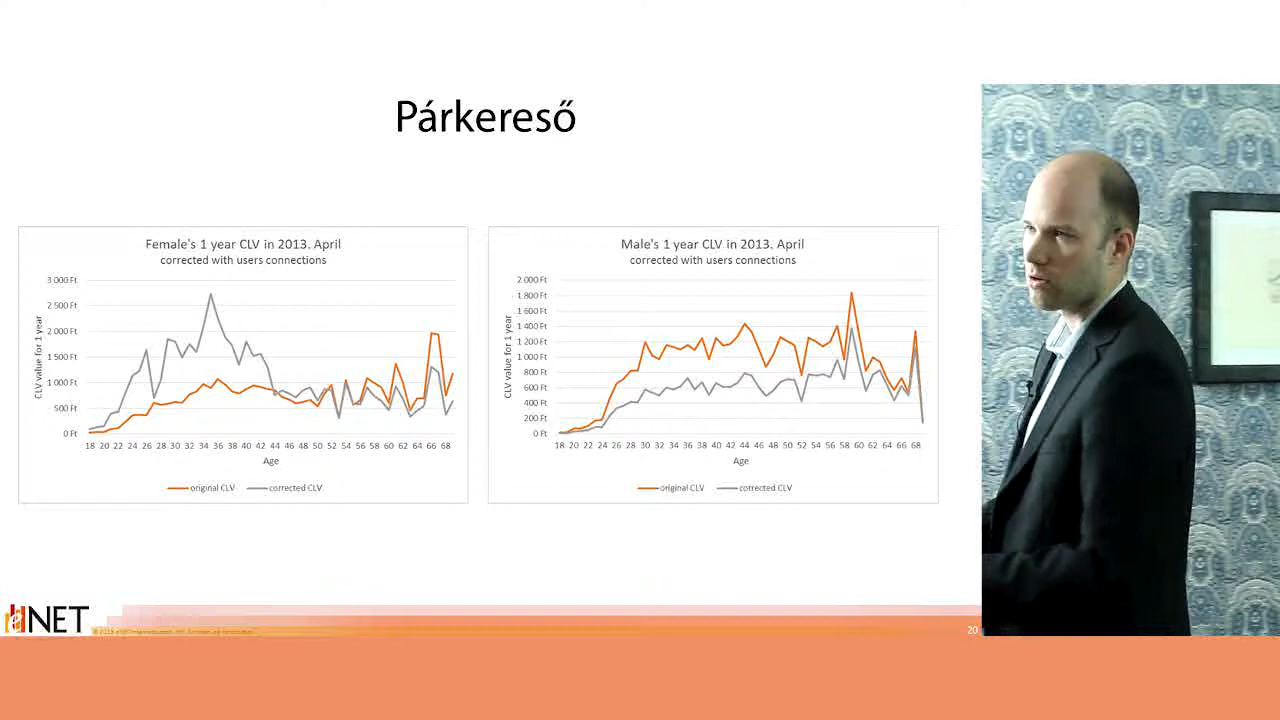 Párkereső
Female's 1 year CLV in 2013. April
corrected with users connections
3 000 Ft
2 500 Ft
2 000 Ft
1 500 Ft
1 000 Ft
500 Ft
0 Ft
CLV value for 1 year
18 20 22 24 26 28 30 32 34 36 38 40 42 44 46 48 50 52 54 56 58 60 62 64 66 68
Age
original CLV corrected CLV
Male's 1 year CLV in 2013. April
corrected with users connections
2 000 Ft
1 800 Ft
1 600 Ft
1 400 Ft
1 200 Ft
1 000 Ft
800 Ft
600 Ft
400 Ft
200 Ft
0 Ft
CLV value for 1 year
18 20 22 24 26 28 30 32 34 36 38 40 42 44 46 48 50 52 54 56 58 60 62 64 66 68
Age
original CLV corrected CLV
NET
20